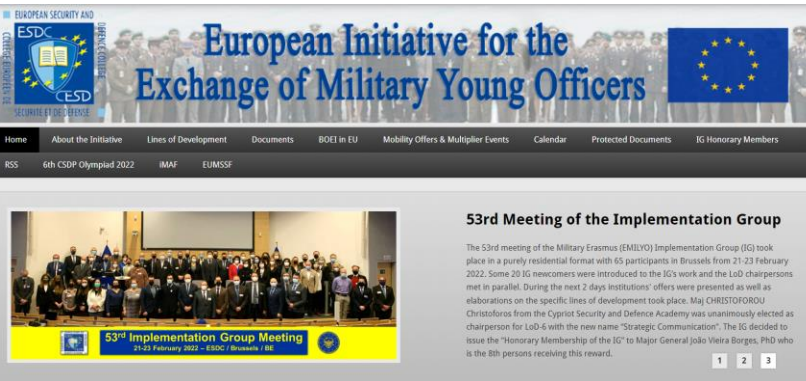 EUROPEAN SECURITY AND
DEFENCE COLLEGE
COLLEGE EUROPEEN DE
SECURITE ET DE DEFENSE
ESDC
CESD
European Initiative for the
Exchange of Military Young Officers
Home About the Initiative Lines of Development Documents BOEI in EU Mobility Offers & Multiplier Events Calendar Protected Documents IG Honorary Members
RSS 6th CSDP Olympiad 2022 iMAF EUMSSF
53rd Implementation Group Meeting
21-23 February 2022 – ESDC / Brussels / BE
53rd Meeting of the Implementation Group
The 53rd meeting of the Military Erasmus (EMILYO) Implementation Group (IG) took
place in a purely residential format with 65 participants in Brussels from 21-23 February
2022. Some 20 IG newcomers were introduced to the IG's work and the LoD chairpersons
met in parallel. During the next 2 days institutions' offers were presented as well as
elaborations on the specific lines of development took place. Maj CHRISTOFOROU
Christoforos from the Cypriot Security and Defence Academy was unanimously elected as
chairperson for LoD-6 with the new name "Strategic Communication". The IG decided to
issue the "Honorary Membership of the IG" to Major General João Vieira Borges, PhD who
is the 8th persons receiving this reward.
1 2 3